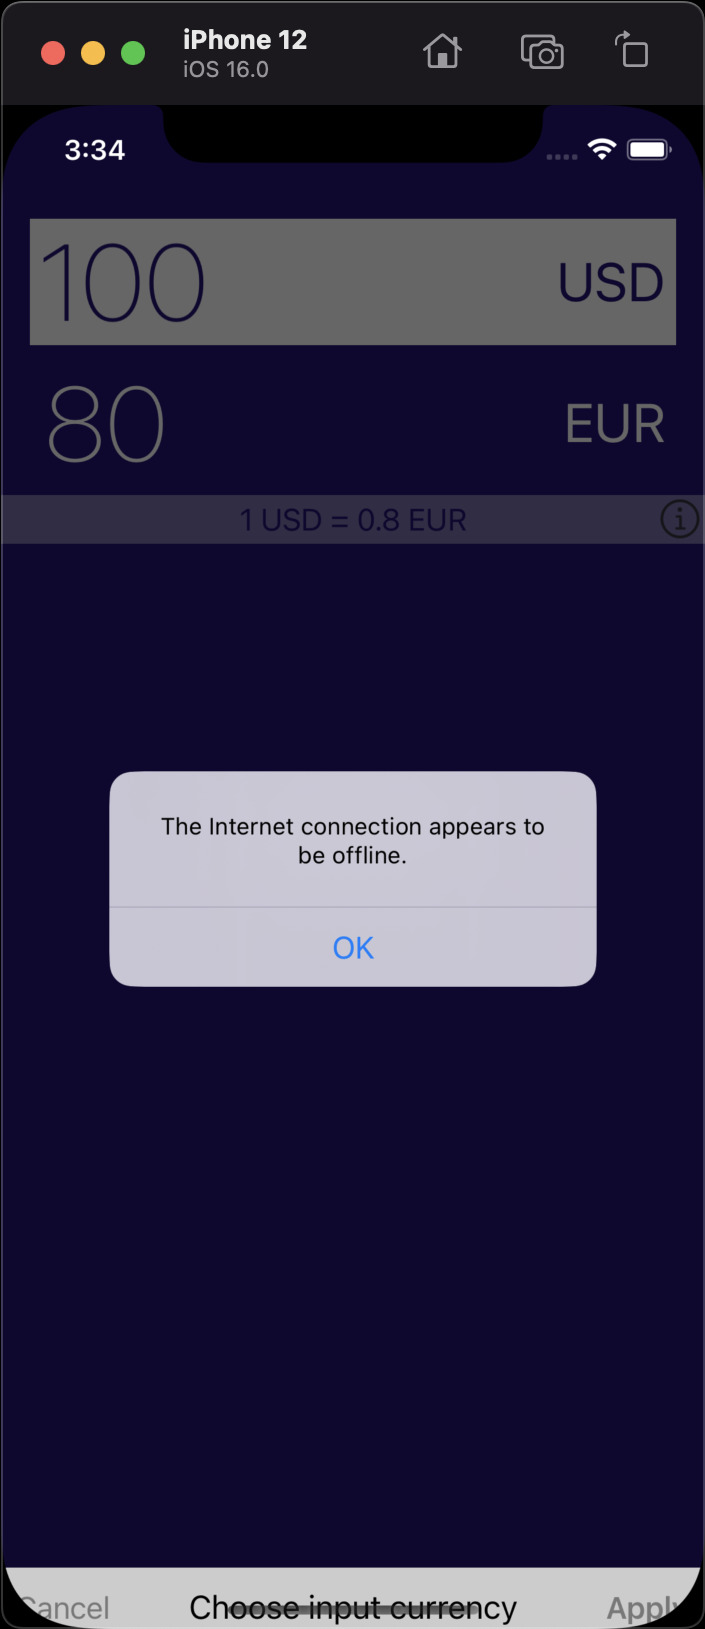 iPhone 12
iOS 16.0
3:34
100 USD
80 EUR
1 USD = 0.8 EUR
The Internet connection appears to
be offline.
OK
Cancel Choose input currency Apply